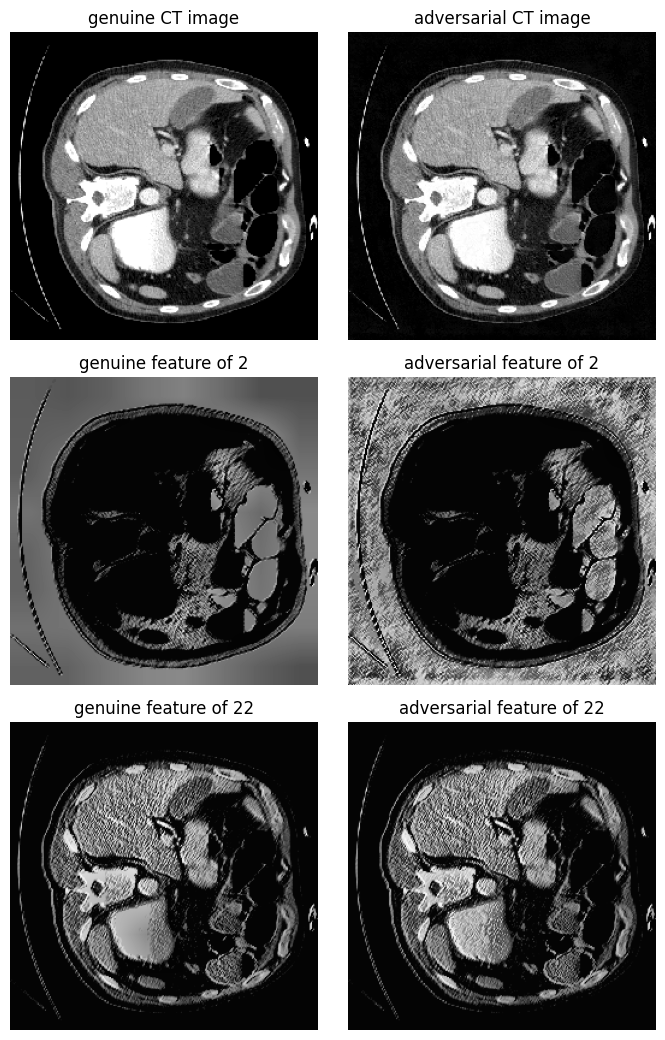 genuine CT image
adversarial CT image
genuine feature of 2
adversarial feature of 2
genuine feature of 22
adversarial feature of 22